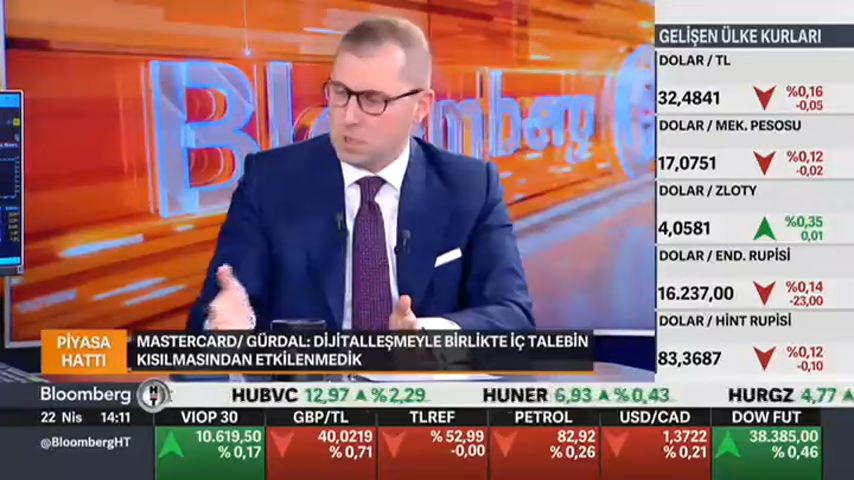 Bloomberg
GELİŞEN ÜLKE KURLARI
DOLAR / TL
32,4841 %0,16
-0,05
DOLAR / MEK. PESOSU
17,0751 %0,12
-0,02
DOLAR / ZLOTY
4,0581 %0,35
0,01
DOLAR / END. RUPİSİ
16.237,00 %0,14
-23,00
DOLAR / HİNT RUPİSİ
83,3687 %0,12
-0,10
PİYASA HATTI
MASTERCARD/ GÜRDAL: DİJİTALLEŞMEYLE BİRLİKTE İÇ TALEBİN
KISILMASINDAN ETKİLENMEDİK
Bloomberg HT HUBVC 12,97 %2,29 HUNER 6,93 %0,43 HURGZ 4,77
22 Nis 14:11 VIOP 30 GBP/TL TLREF PETROL USD/CAD DOW FUT
@BloombergHT 10.619,50 40,0219 % 52,99 82,92 1,3722 38.385,00
% 0,17 % 0,71 -0,00 % 0,26 % 0,21 % 0,46